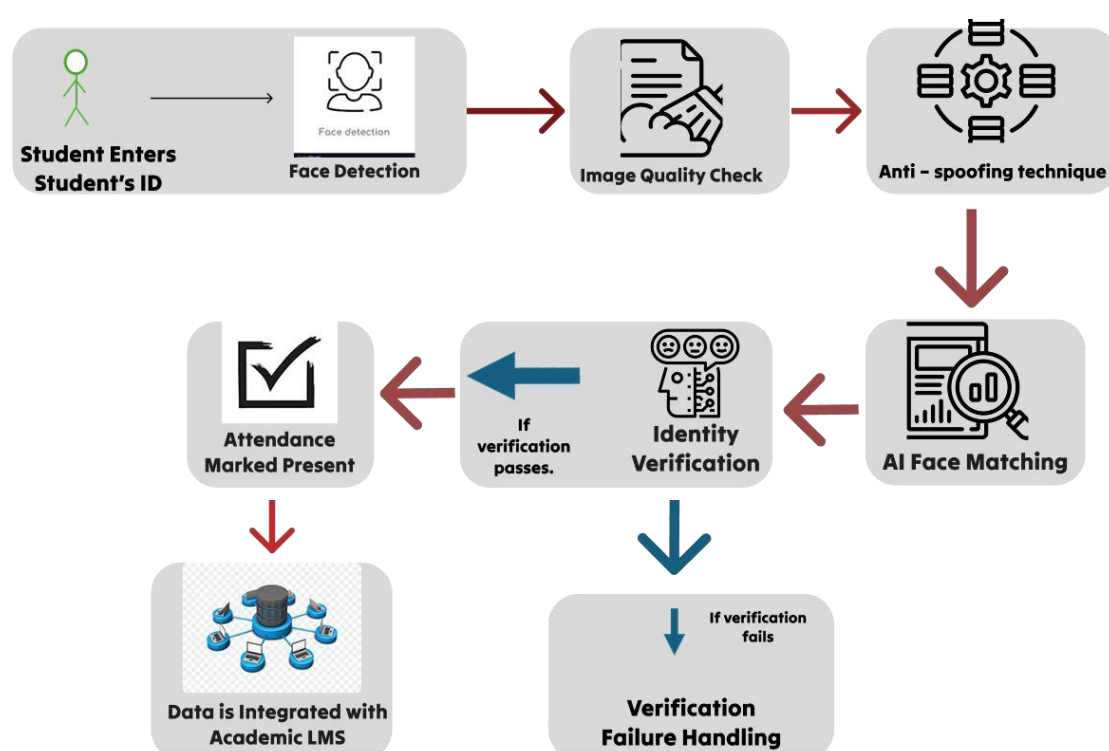 Student Enters
Student's ID
Face detection
Face Detection
Image Quality Check
Anti – spoofing technique
Attendance
Marked Present
If
verification
passes.
Identity
Verification
AI Face Matching
Data is Integrated with
Academic LMS
If verification
fails
Verification
Failure Handling